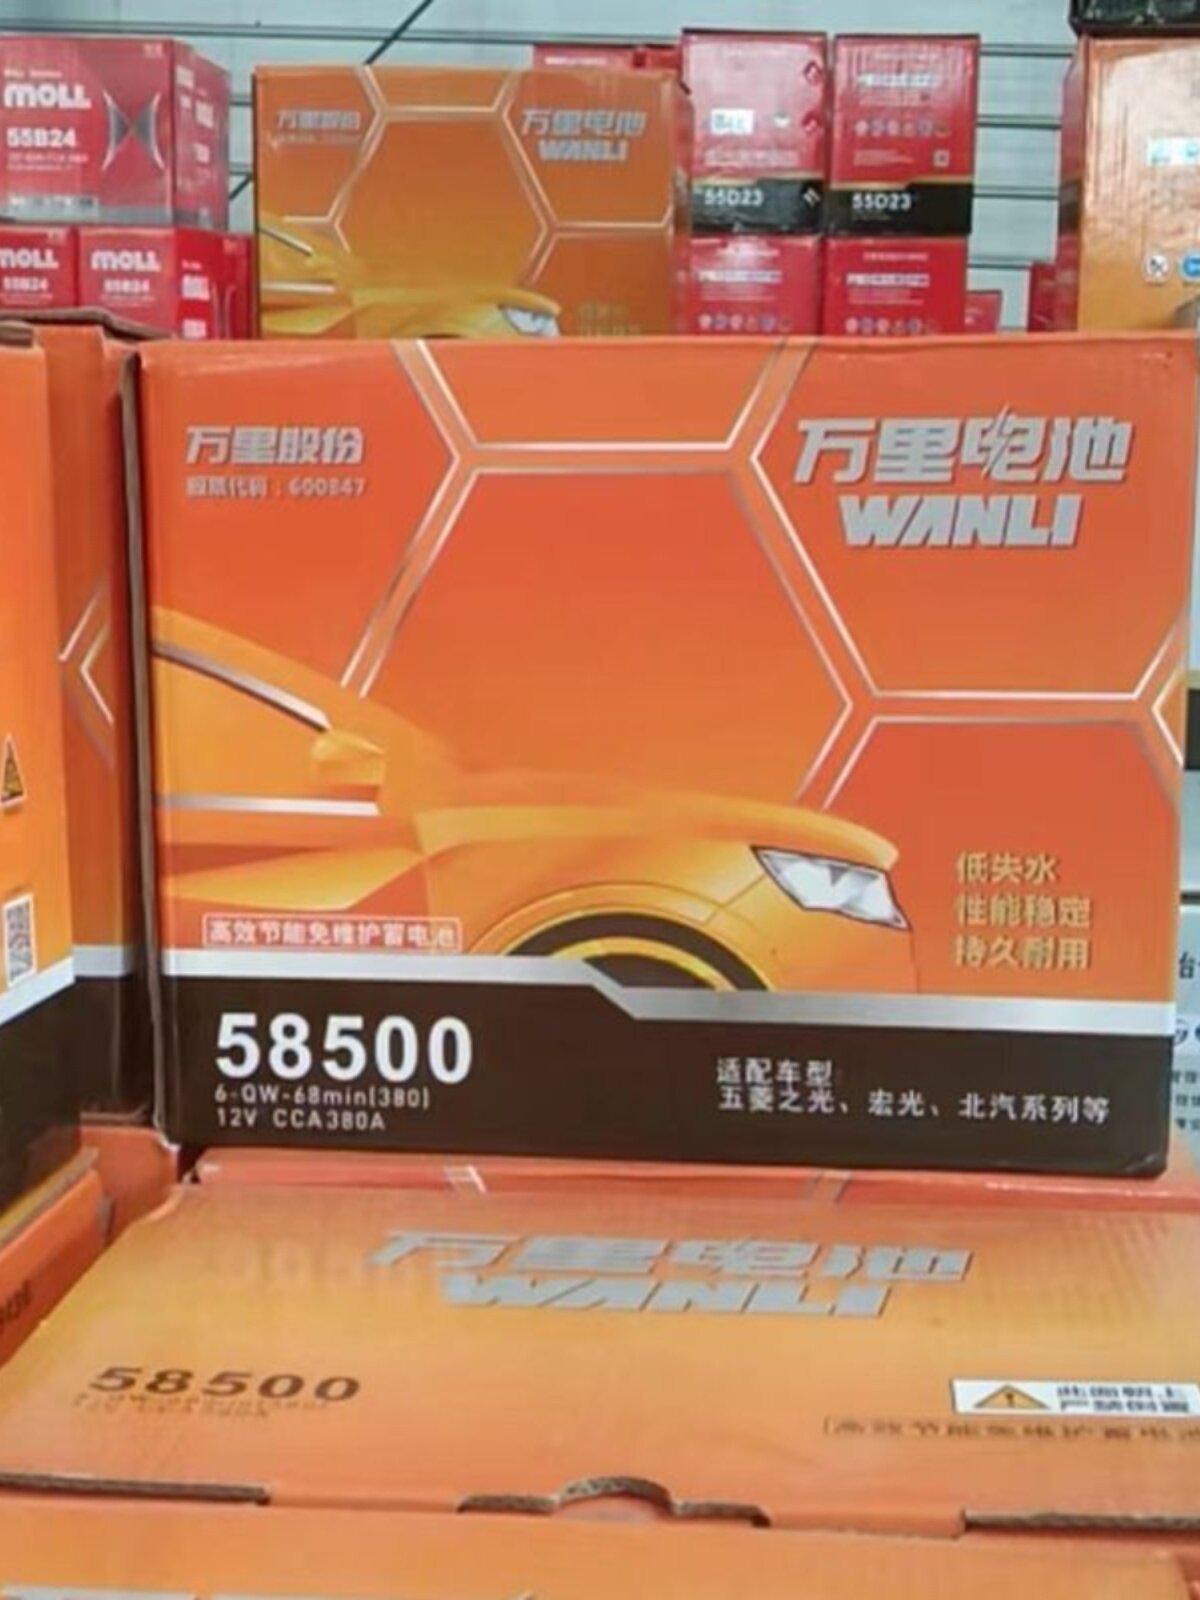 MOLL
55B24
MOLL
55B24
MOLL
55B24
万里股份
万里电池
WANLI
55D23
55D23
万里股份
股票代码：600847
万里电池
WANLI
低失水
性能稳定
持久耐用
高效节能免维护蓄电池
58500
6-QW-68min(380)
12V CCA380A
适配车型
五菱之光、宏光、北汽系列等
万里电池
WANLI
58500